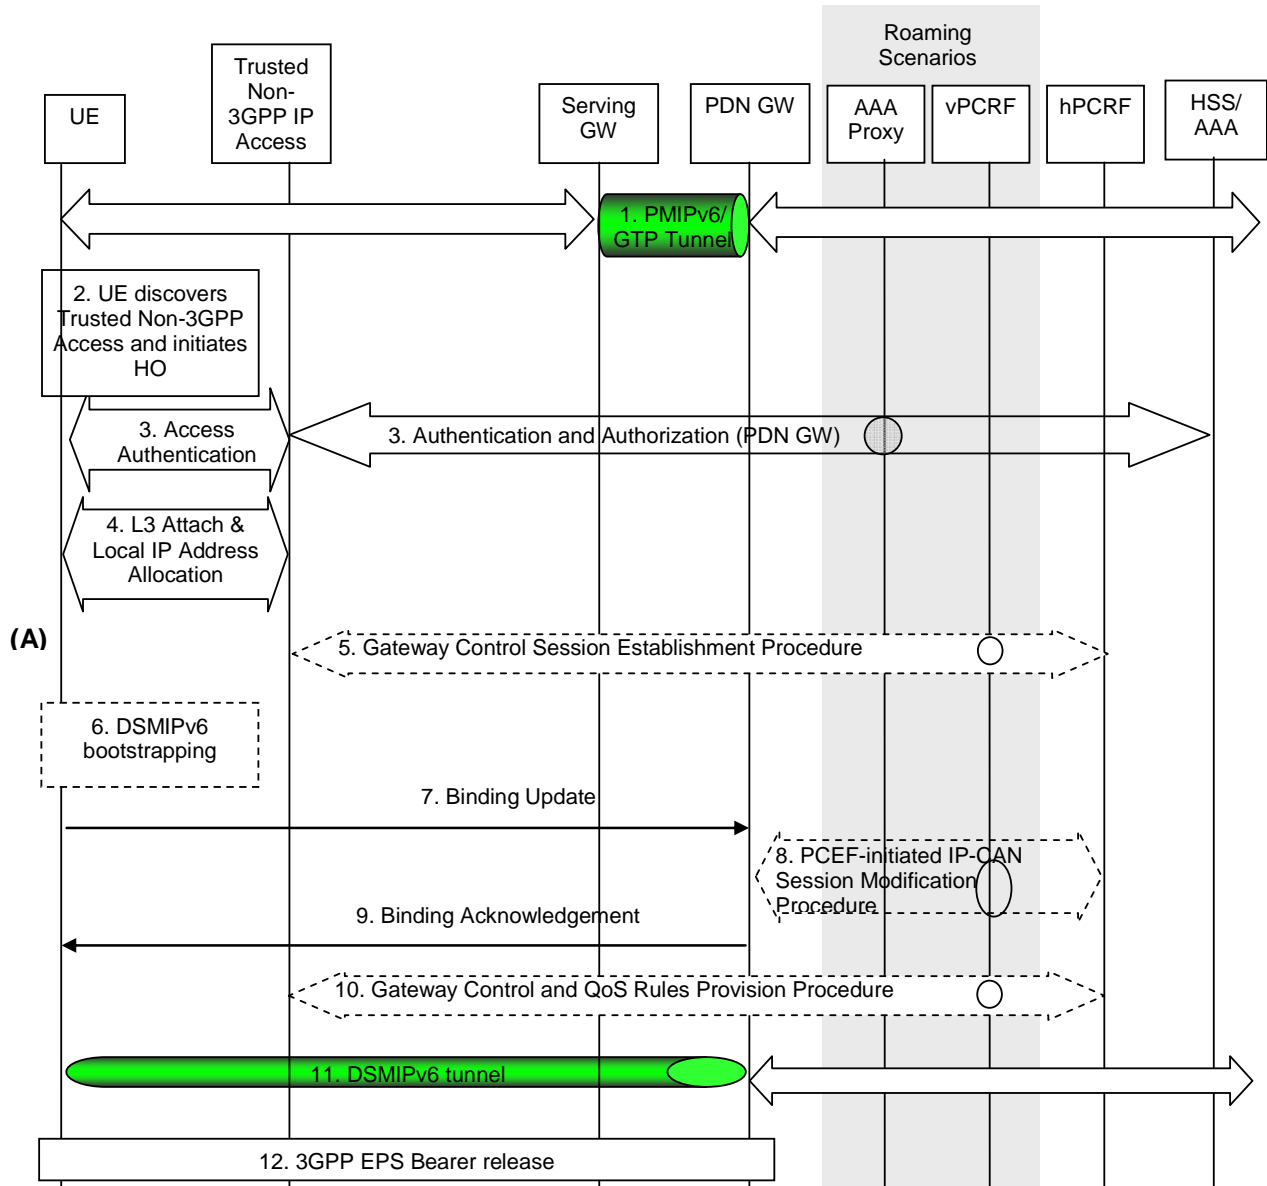 Roaming
Scenarios
UE
Trusted
Non-
3GPP IP
Access
Serving
GW
PDN GW
AAA
Proxy
vPCRF
hPCRF
HSS/
AAA
1. PMIPv6/
GTP Tunnel
2. UE discovers
Trusted Non-3GPP
Access and initiates
HO
3. Access
Authentication
3. Authentication and Authorization (PDN GW)
4. L3 Attach &
Local IP Address
Allocation
(A)
5. Gateway Control Session Establishment Procedure
6. DSMIPv6
bootstrapping
7. Binding Update
8. PCEF-initiated IP-CAN
Session Modification
Procedure
9. Binding Acknowledgement
10. Gateway Control and QoS Rules Provision Procedure
11. DSMIPv6 tunnel
12. 3GPP EPS Bearer release